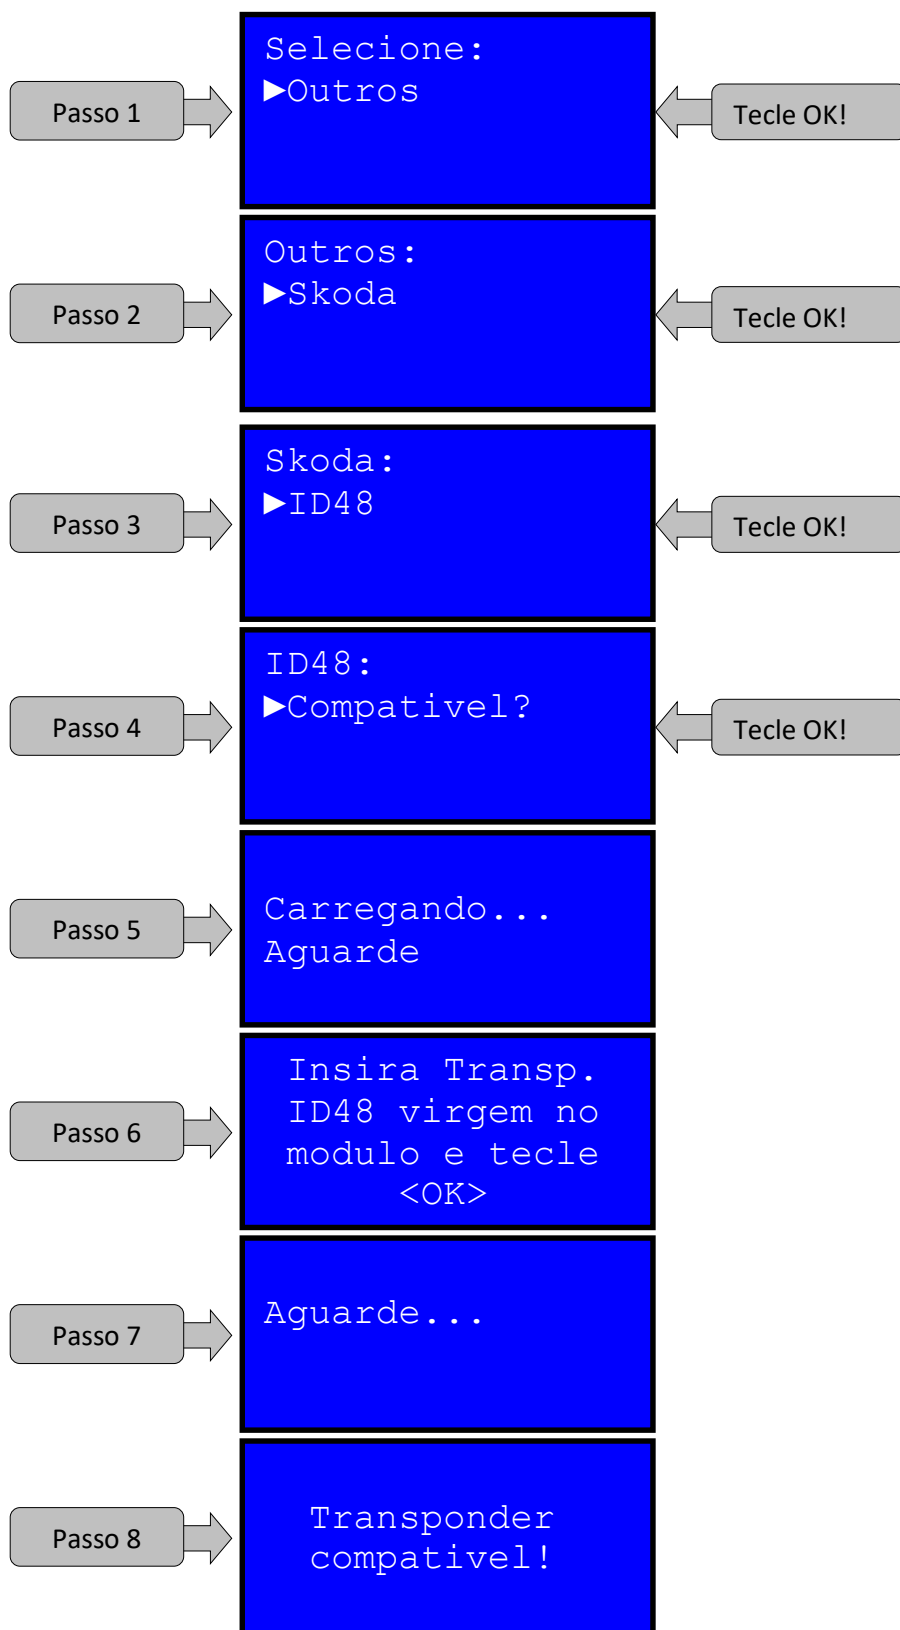 Selecione:
►Outros
Passo 1
Tecle OK!
Outros:
►Skoda
Passo 2
Tecle OK!
Skoda:
►ID48
Passo 3
Tecle OK!
ID48:
►Compativel?
Passo 4
Tecle OK!
Carregando...
Aguarde
Passo 5
Insira Transp.
ID48 virgem no
modulo e tecle
<OK>
Passo 6
Aguarde...
Passo 7
Transponder
compativel!
Passo 8